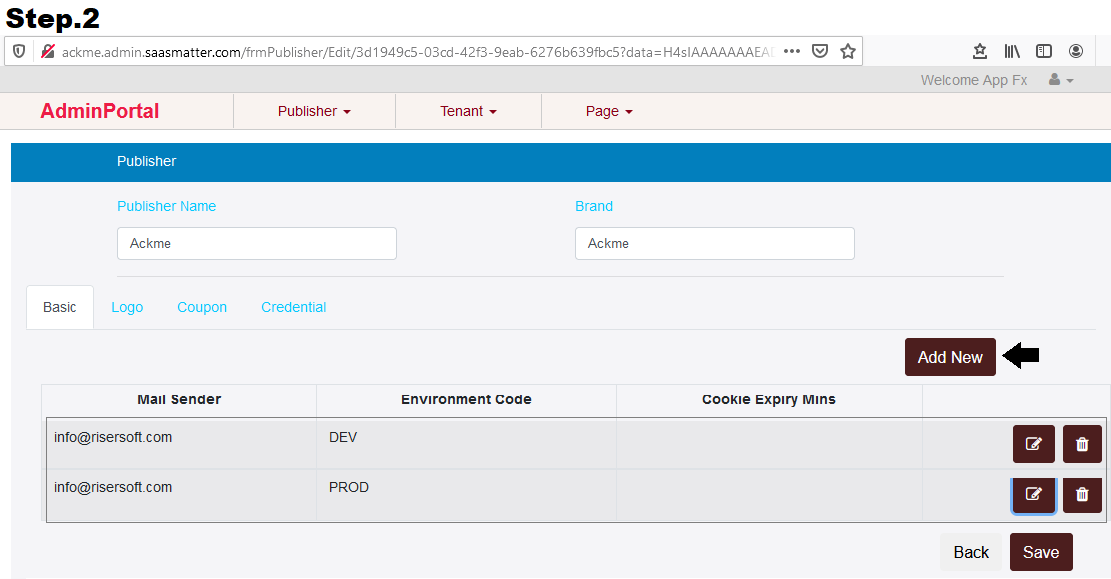 Step.2
ackme.admin.saasmatter.com/frmPublisher/Edit/3d1949c5-03cd-42f3-9eab-6276b639fbc5?data=H4sIAAAAAAAEAD
Welcome App Fx
AdminPortal Publisher Tenant Page
Publisher
Publisher Name Brand
Ackme Ackme
Basic Logo Coupon Credential
Add New
Mail Sender Environment Code Cookie Expiry Mins
info@risersoft.com DEV
info@risersoft.com PROD
Back Save